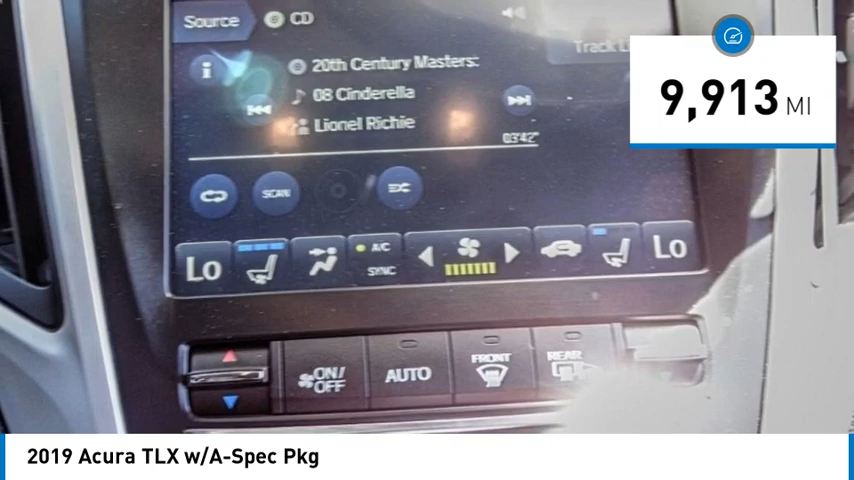 Source
CD
Track
i
20th Century Masters:
08 Cinderella
Lionel Richie
03'42"
SCAN
Lo
A/C
SYNC
Lo
ON/
OFF
AUTO
FRONT
REAR
9,913 MI
2019 Acura TLX w/A-Spec Pkg